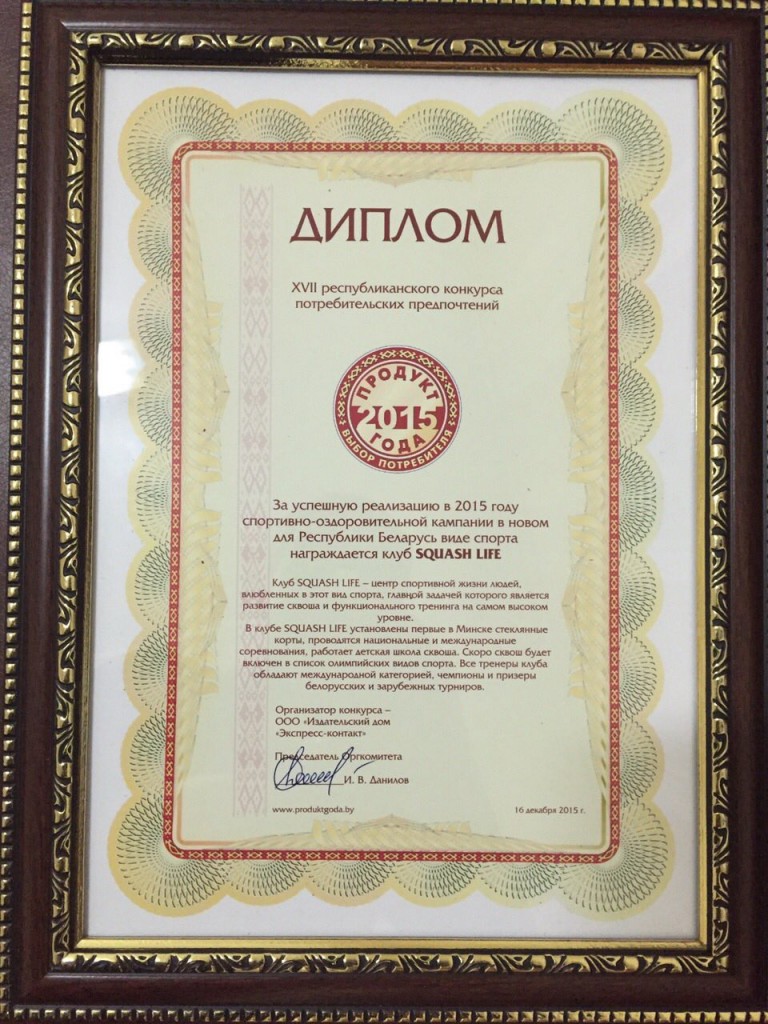 ДИПЛОМ
XVII республиканского конкурса
потребительских предпочтений
ПРОДУКТ
2015
ГОДА
ВЫБОР ПОТРЕБИТЕЛЯ
За успешную реализацию в 2015 году
спортивно-оздоровительной кампании в новом
для Республики Беларусь виде спорта
награждается клуб SQUASH LIFE
Клуб SQUASH LIFE – центр спортивной жизни людей,
влюбленных в этот вид спорта, главной задачей которого является
развитие сквоша и функционального тренинга на самом высоком
уровне.
В клубе SQUASH LIFE установлены первые в Минске стеклянные
корты, проводятся национальные и международные
соревнования, работает детская школа сквоша. Скоро сквош будет
включен в список олимпийских видов спорта. Все тренеры клуба
обладают международной категорией, чемпионы и призеры
белорусских и зарубежных турниров.
Организатор конкурса –
ООО «Издательский дом
«Экспресс-контакт»
Председатель Оргкомитета
И. В. Данилов
www.produktgoda.by
16 декабря 2015 г.